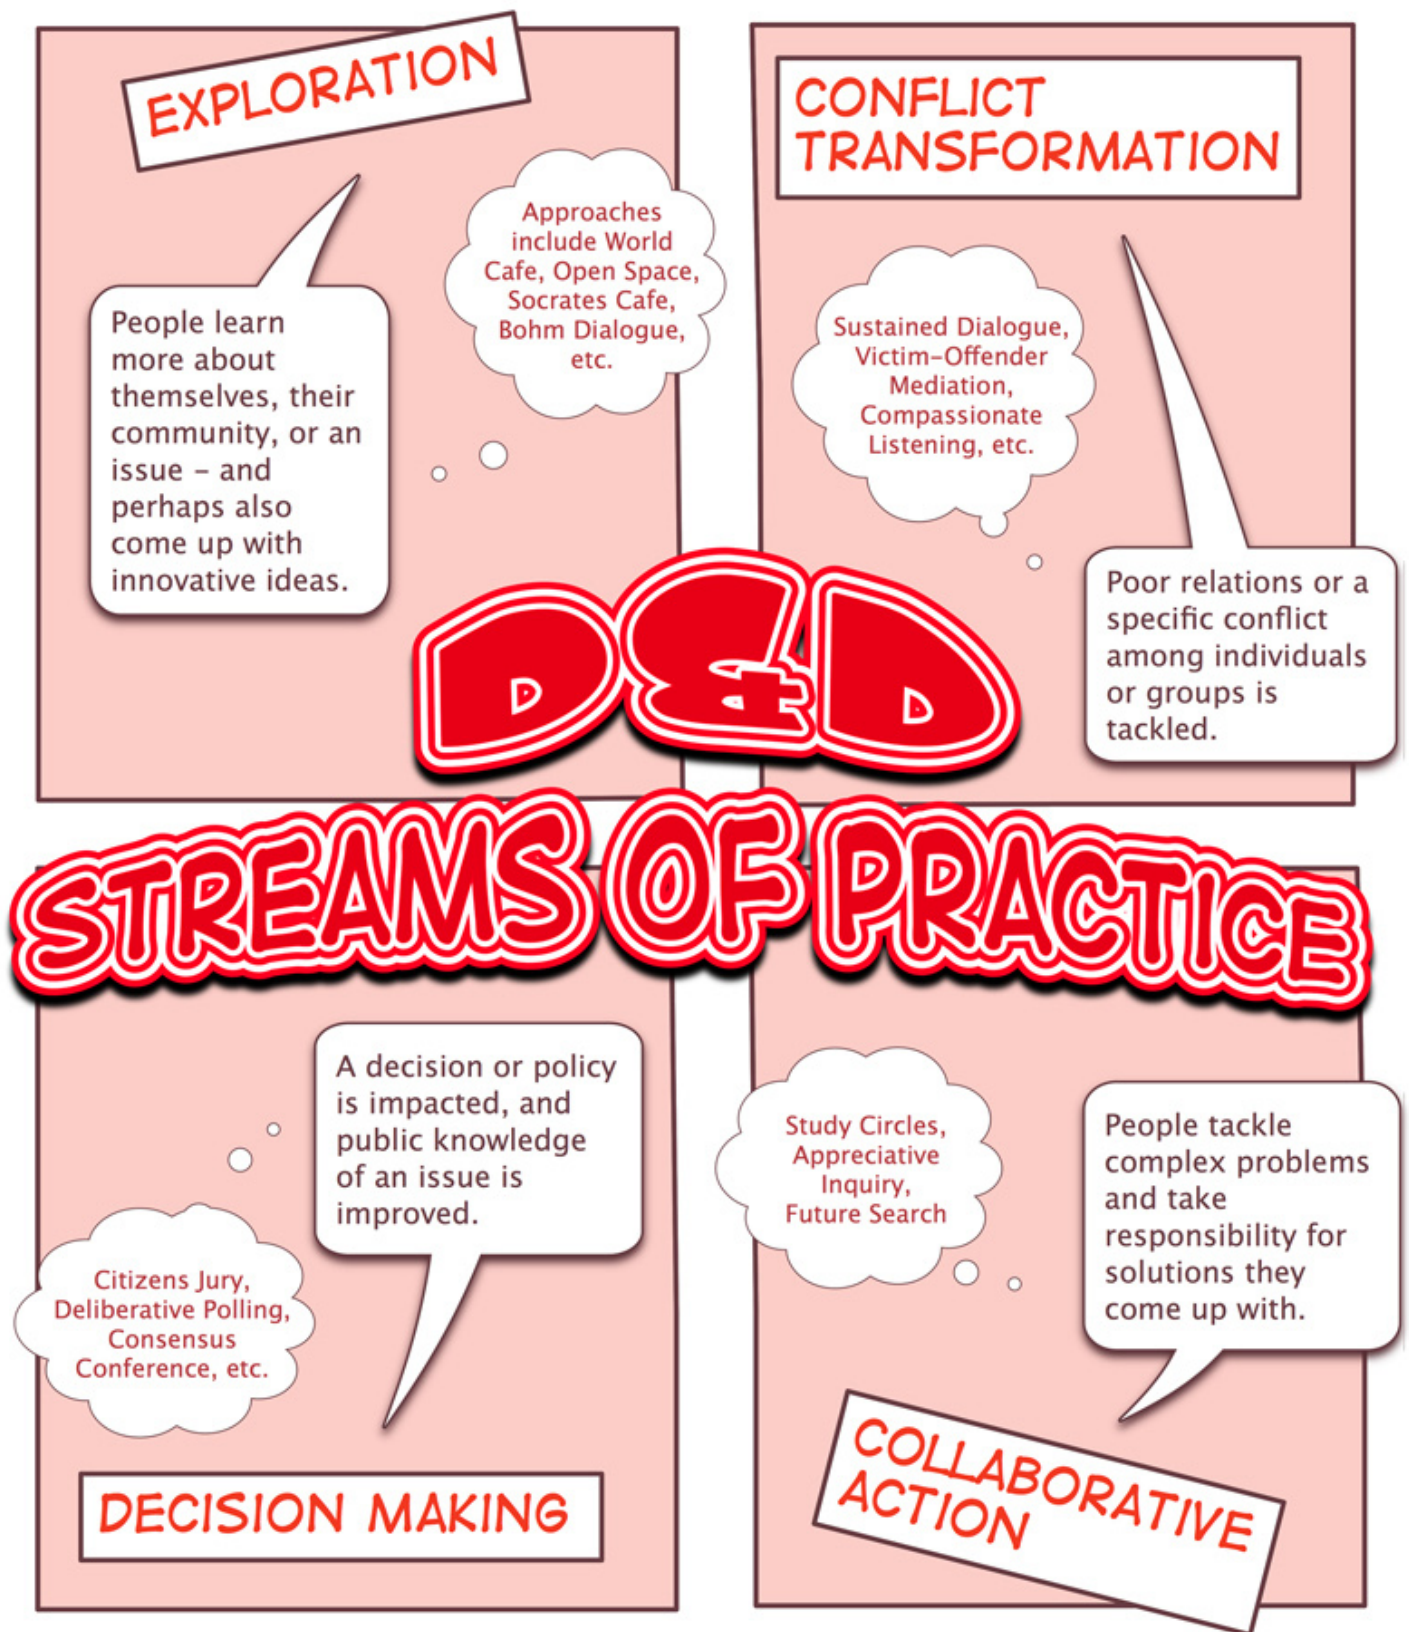 EXPLORATION
Approaches
include World
Cafe, Open Space,
Socrates Cafe,
Bohm Dialogue,
etc.
People learn
more about
themselves, their
community, or an
issue – and
perhaps also
come up with
innovative ideas.
CONFLICT
TRANSFORMATION
Sustained Dialogue,
Victim-Offender
Mediation,
Compassionate
Listening, etc.
Poor relations or a
specific conflict
among individuals
or groups is
tackled.
D&D
STREAMS OF PRACTICE
A decision or policy
is impacted, and
public knowledge
of an issue is
improved.
Citizens Jury,
Deliberative Polling,
Consensus
Conference, etc.
DECISION MAKING
Study Circles,
Appreciative
Inquiry,
Future Search
People tackle
complex problems
and take
responsibility for
solutions they
come up with.
COLLABORATIVE
ACTION